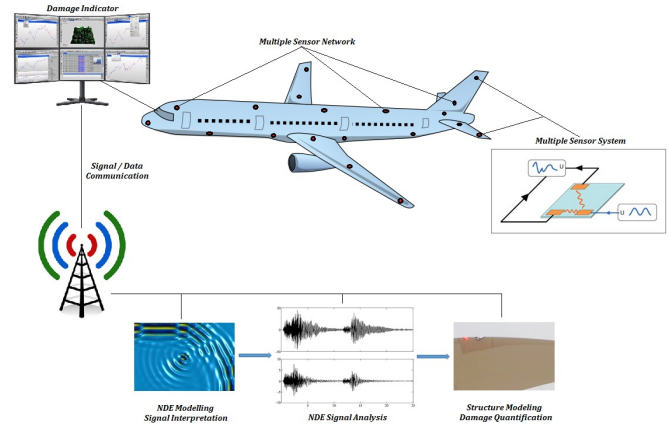 Damage Indicator
Multiple Sensor Network
Multiple Sensor System
U
U
Signal / Data
Communication
NDE Modelling
Signal Interpretation
NDE Signal Analysis
Structure Modeling
Damage Quantification